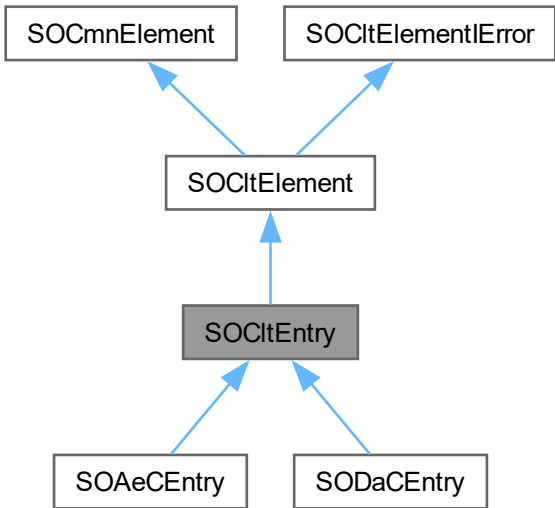 SOCmnElement
SOCltElementIError
SOCltElement
SOCltEntry
SOAeCEntry
SODaCEntry